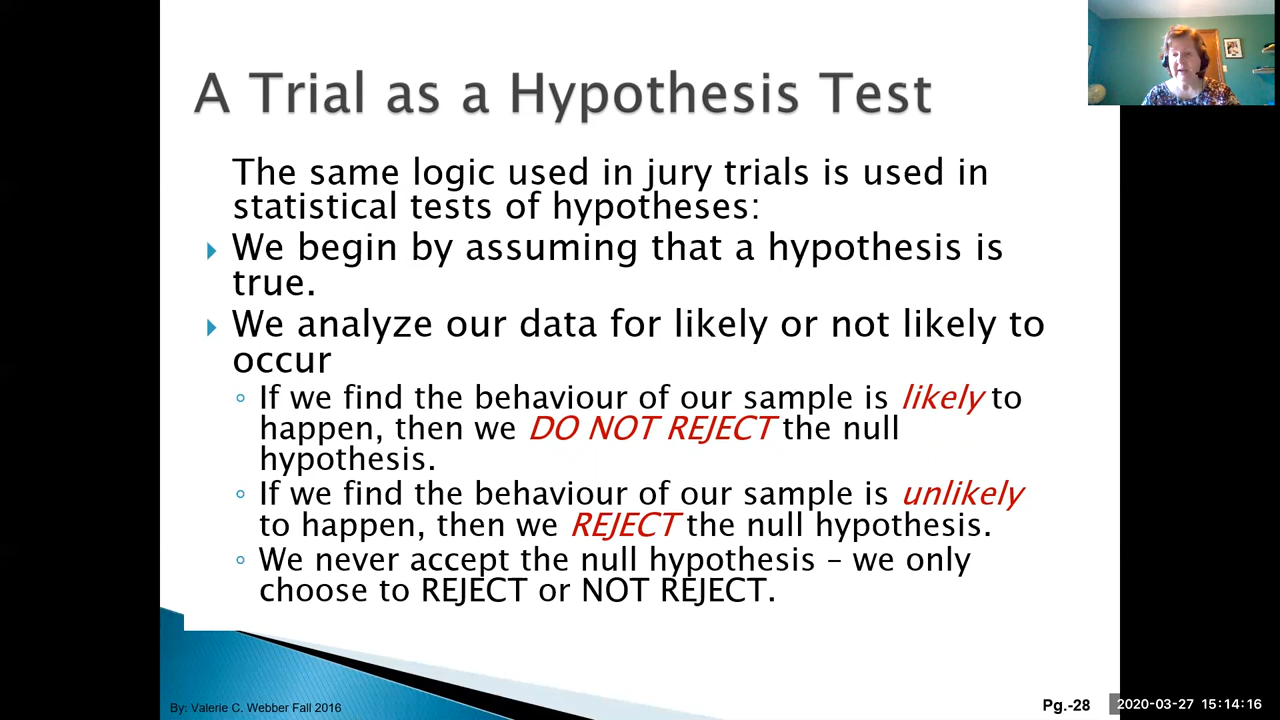 A Trial as a Hypothesis Test
The same logic used in jury trials is used in
statistical tests of hypotheses:
We begin by assuming that a hypothesis is
true.
We analyze our data for likely or not likely to
occur
If we find the behaviour of our sample is likely to
happen, then we DO NOT REJECT the null
hypothesis.
If we find the behaviour of our sample is unlikely
to happen, then we REJECT the null hypothesis.
We never accept the null hypothesis – we only
choose to REJECT or NOT REJECT.
By: Valerie C. Webber Fall 2016
Pg.-28
2020-03-27 15:14:16